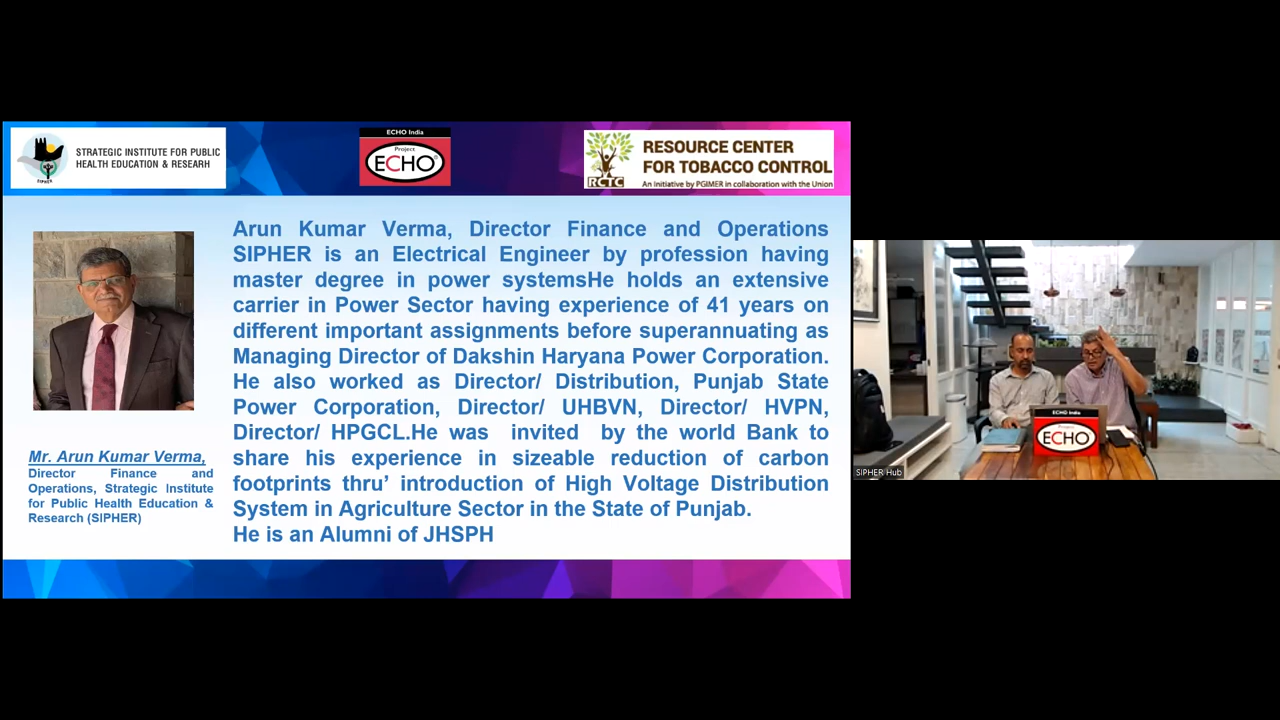 STRATEGIC INSTITUTE FOR PUBLIC
HEALTH EDUCATION & RESEARH
SIPHER
ECHO India
Project
ECHO®
RESOURCE CENTER
FOR TOBACCO CONTROL
RCTC
An Initiative by PGIMER in collaboration with the Union
Arun Kumar Verma, Director Finance and Operations
SIPHER is an Electrical Engineer by profession having
master degree in power systemsHe holds an extensive
carrier in Power Sector having experience of 41 years on
different important assignments before superannuating as
Managing Director of Dakshin Haryana Power Corporation.
He also worked as Director/ Distribution, Punjab State
Power Corporation, Director/ UHBVN, Director/ HVPN,
Director/ HPGCL.He was invited by the world Bank to
share his experience in sizeable reduction of carbon
footprints thru’ introduction of High Voltage Distribution
System in Agriculture Sector in the State of Punjab.
He is an Alumni of JHSPH
Mr. Arun Kumar Verma,
Director Finance and
Operations, Strategic Institute
for Public Health Education &
Research (SIPHER)
ECHO India
Project
ECHO
SIPHER Hub